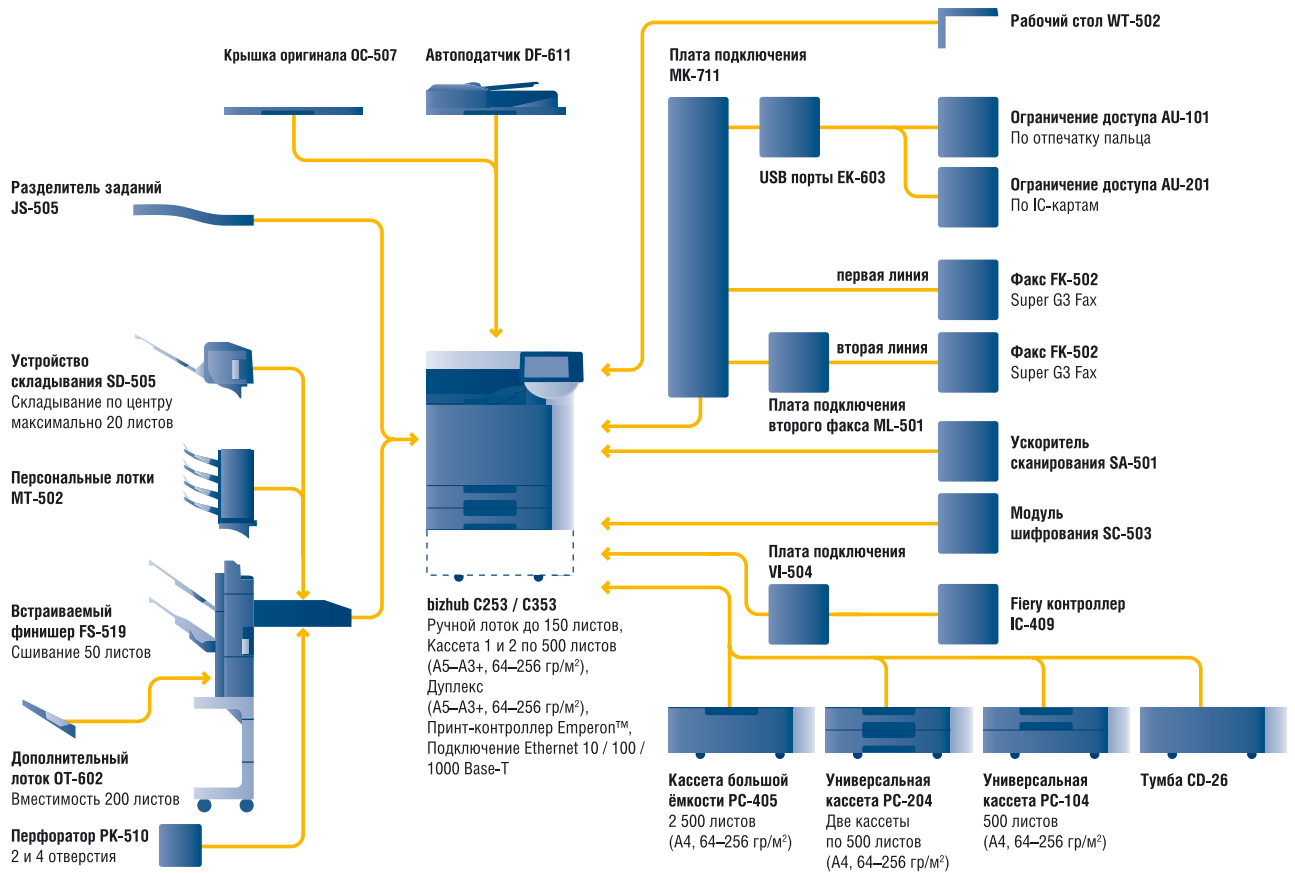 Рабочий стол WT-502
Крышка оригинала OC-507
Автоподатчик DF-611
Плата подключения
MK-711
Ограничение доступа AU-101
По отпечатку пальца
USB порты EK-603
Ограничение доступа AU-201
По IC-картам
Разделитель заданий
JS-505
первая линия
Факс FK-502
Super G3 Fax
вторая линия
Факс FK-502
Super G3 Fax
Плата подключения
второго факса ML-501
Устройство
складывания SD-505
Складывание по центру
максимально 20 листов
Ускоритель
сканирования SA-501
Персональные лотки
MT-502
Модуль
шифрования SC-503
Плата подключения
VI-504
Fiery контроллер
IC-409
Встраиваемый
финишер FS-519
Сшивание 50 листов
bizhub C253 / C353
Ручной лоток до 150 листов,
Кассета 1 и 2 по 500 листов
(A5–A3+, 64–256 гр/м²),
Дуплекс
(A5–A3+, 64–256 гр/м²),
Принт-контроллер Emperon™,
Подключение Ethernet 10 / 100 /
1000 Base-T
Дополнительный
лоток OT-602
Вместимость 200 листов
Перфоратор PK-510
2 и 4 отверстия
Кассета большой
ёмкости PC-405
2 500 листов
(A4, 64–256 гр/м²)
Универсальная
кассета PC-204
Две кассеты
по 500 листов
(A4, 64–256 гр/м²)
Универсальная
кассета PC-104
500 листов
(A4, 64–256 гр/м²)
Тумба CD-26